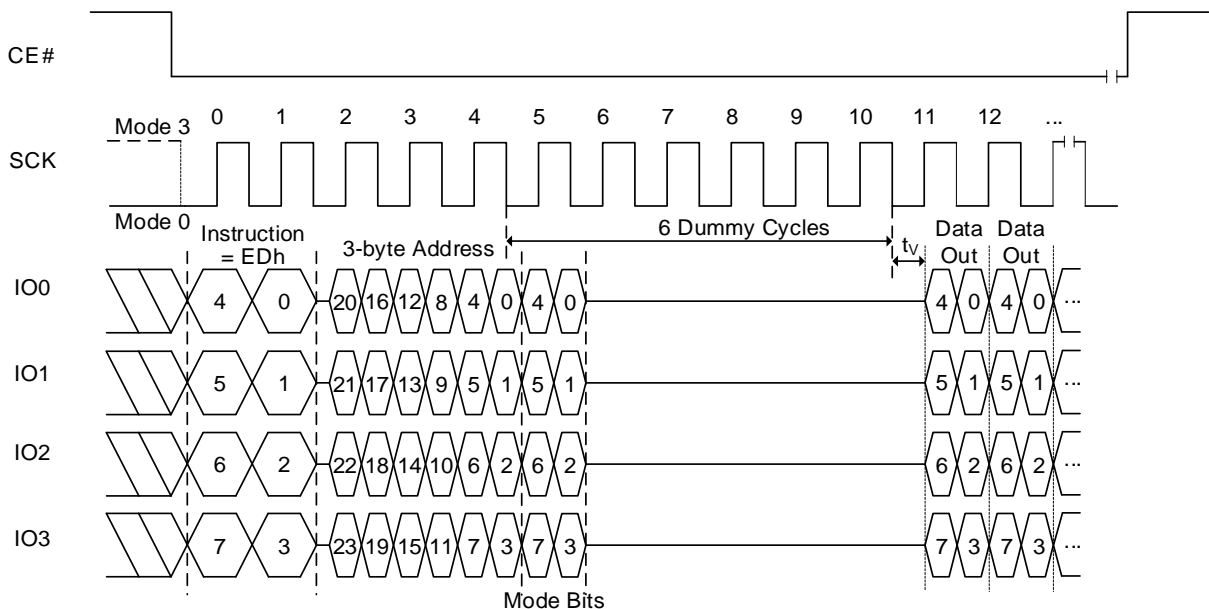 CE#
0 1 2 3 4 5 6 7 8 9 10 11 12 ...
Mode 3
SCK
Mode 0
6 Dummy Cycles
Instruction
= EDh
3-byte Address
tV
Data
Out
Data
Out
IO0 4 0 20 16 12 8 4 0 4 0 4 0 4 0 ...
IO1 5 1 21 17 13 9 5 1 5 1 5 1 5 1 ...
IO2 6 2 22 18 14 10 6 2 6 2 6 2 6 2 ...
IO3 7 3 23 19 15 11 7 3 7 3 7 3 7 3 ...
Mode Bits